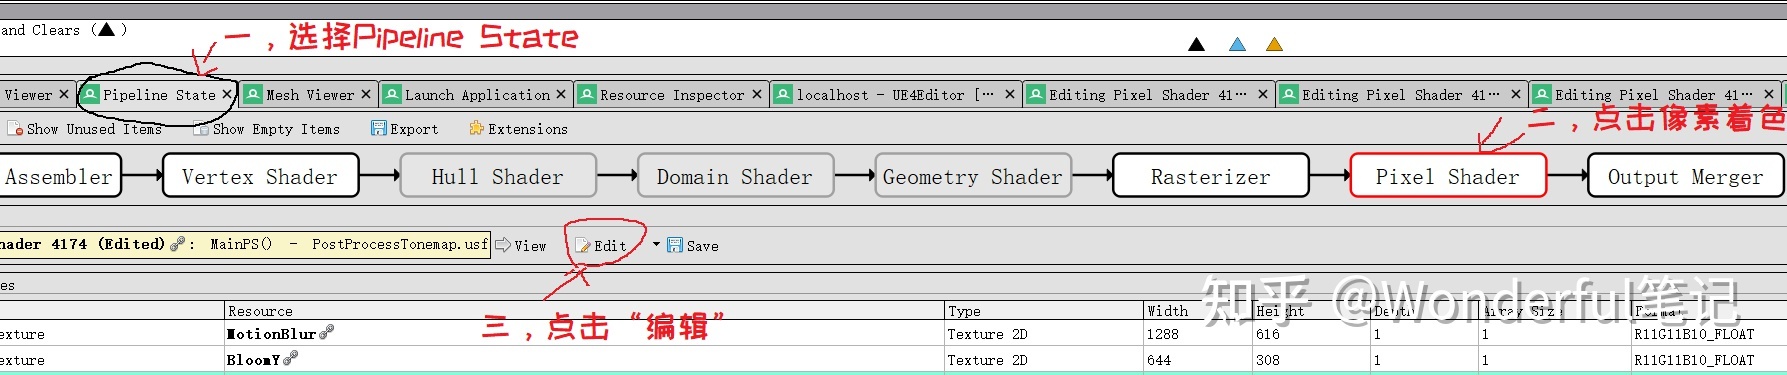 and Clears ( ▲ )
一，选择Pipeline State
Viewer × Pipeline State × Mesh Viewer × Launch Application × Resource Inspector × localhost - UE4Editor [··· × Editing Pixel Shader 41··· × Editing Pixel Shader 41··· × Editing Pixel Shader 41··· ×
Show Unused Items Show Empty Items Export Extensions
二，点击像素着色
Assembler Vertex Shader Hull Shader Domain Shader Geometry Shader Rasterizer Pixel Shader Output Merger
hader 4174 (Edited) : MainPS() - PostProcessTonemap.usf View Edit Save
es
三，点击“编辑”
知乎 @Wonderful笔记
Resource Type Width Height Depth Array Size Format
exture MotionBlur Texture 2D 1288 616 1 1 R11G11B10_FLOAT
exture BloomY Texture 2D 644 308 1 1 R11G11B10_FLOAT